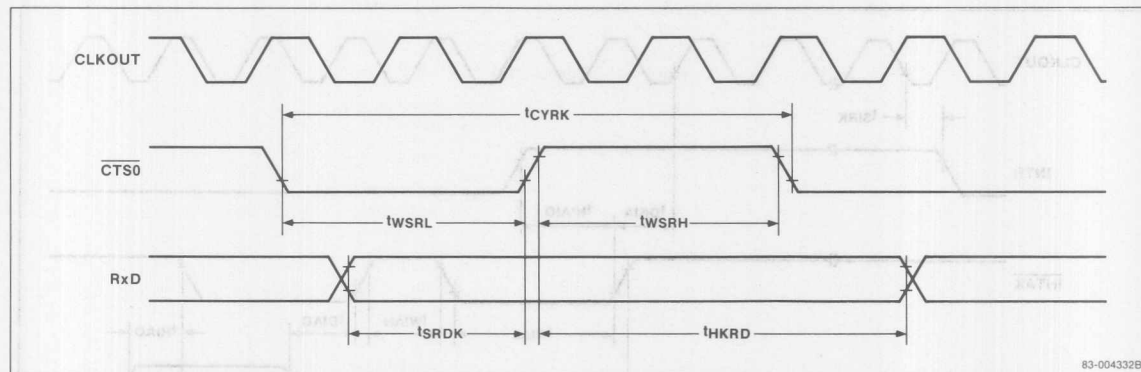 CLKOUT
tCYRK
CTS0
tWSRL
tWSRH
RxD
tSRDK
tHKRD
83-004332B